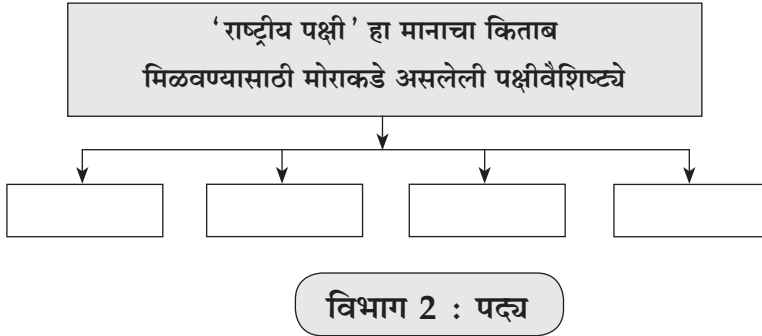 ‘राष्ट्रीय पक्षी’ हा मानाचा किताब
मिळवण्यासाठी मोराकडे असलेली पक्षीवैशिष्ट्ये
विभाग 2 : पद्य